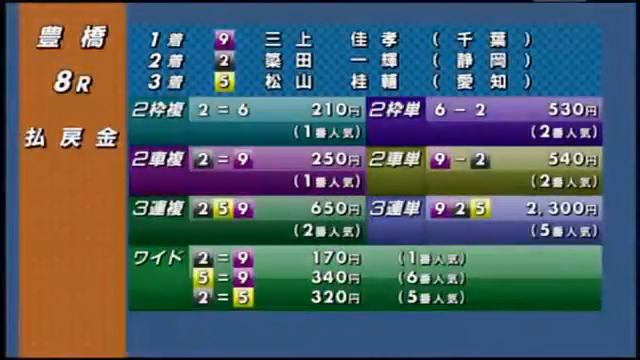 豊橋
8R
払戻金
1着 9 三上 佳孝 (千葉)
2着 2 簗田 一輝 (静岡)
3着 5 松山 桂輔 (愛知)
2枠複 2=6 210円 (1番人気)
2枠単 6-2 530円 (2番人気)
2車複 2=9 250円 (1番人気)
2車単 9-2 540円 (2番人気)
3連複 2 5 9 650円 (2番人気)
3連単 9 2 5 2,300円 (5番人気)
ワイド 2=9 170円 (1番人気)
5=9 340円 (6番人気)
2=5 320円 (5番人気)